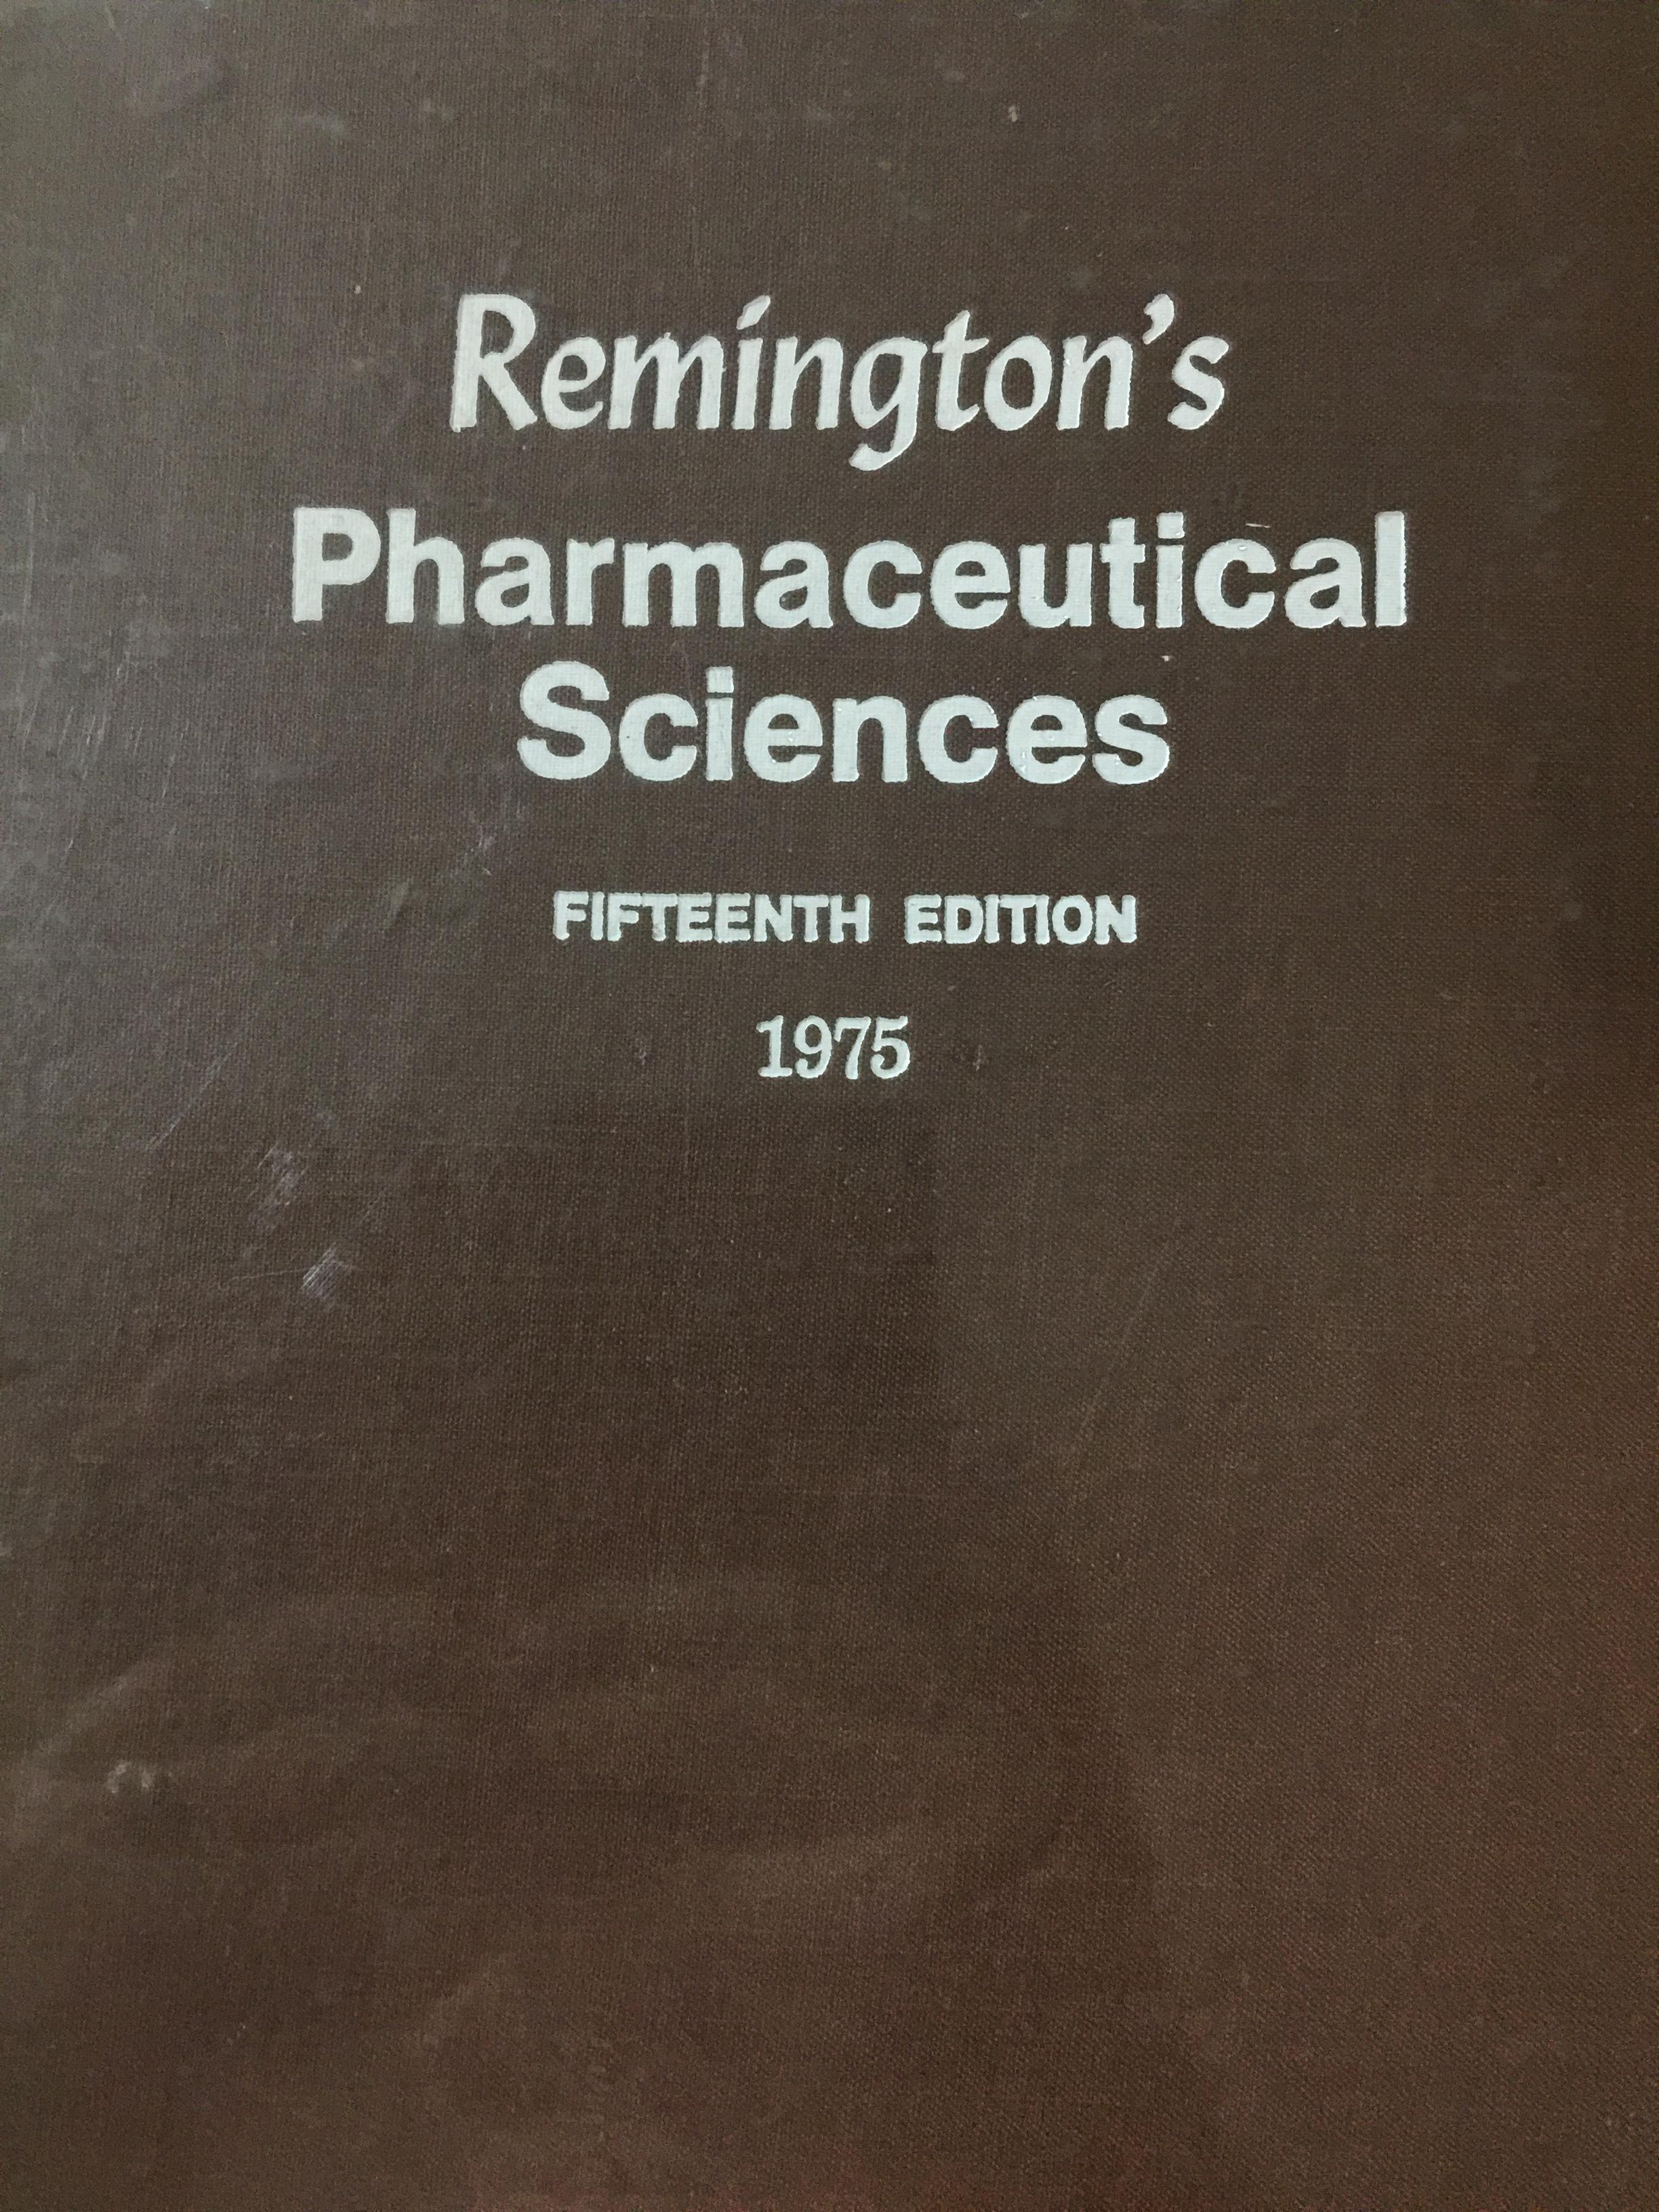 Remington's
Pharmaceutical
Sciences
FIFTEENTH EDITION
1975